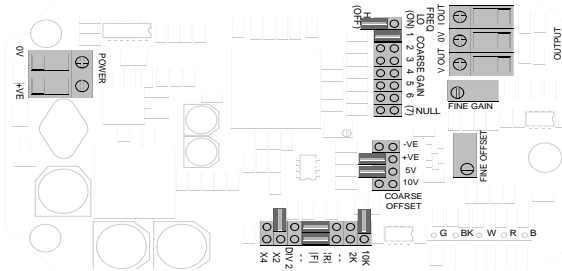 0V
+VE
POWER
H
(OFF)
FREQ
LO
(ON)
1
2
3
4
5
6
(7)
COARSE GAIN
NULL
I OUT
0V
V OUT
OUTPUT
FINE GAIN
FINE OFFSET
-VE
+VE
5V
10V
COARSE
OFFSET
X4
X2
DIV 2
--
--
2K
10K
G
BK
W
R
B